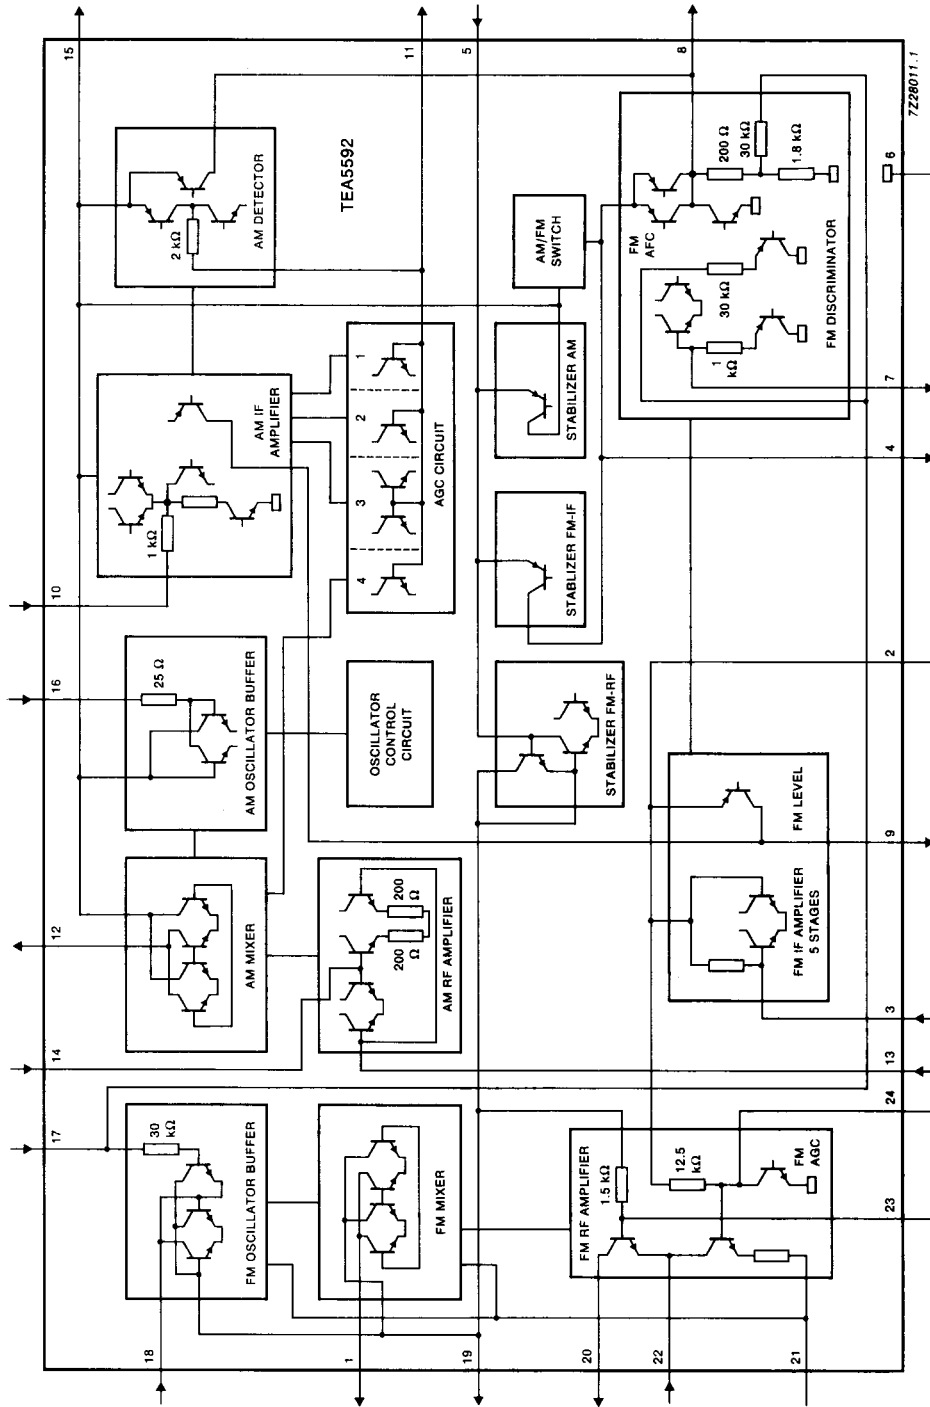 15
11
5
8
7Z28011.1
2 kΩ
AM DETECTOR
TEA5592
AM/FM
SWITCH
FM
AFC
200 Ω
30 kΩ
1.8 kΩ
6
30 kΩ
1
kΩ
FM DISCRIMINATOR
7
4
1 kΩ
AM IF
AMPLIFIER
1
2
3
4
AGC CIRCUIT
STABILIZER AM
STABLIZER FM-IF
10
16
25 Ω
AM OSCILLATOR BUFFER
OSCILLATOR
CONTROL
CIRCUIT
STABILIZER FM-RF
2
FM LEVEL
9
FM IF AMPLIFIER
5 STAGES
3
12
AM MIXER
200
Ω
200
Ω
AM RF AMPLIFIER
14
13
17
30
kΩ
FM OSCILLATOR BUFFER
FM MIXER
24
12.5
kΩ
1.5 kΩ
FM
AGC
FM RF AMPLIFIER
23
18
1
19
20
22
21